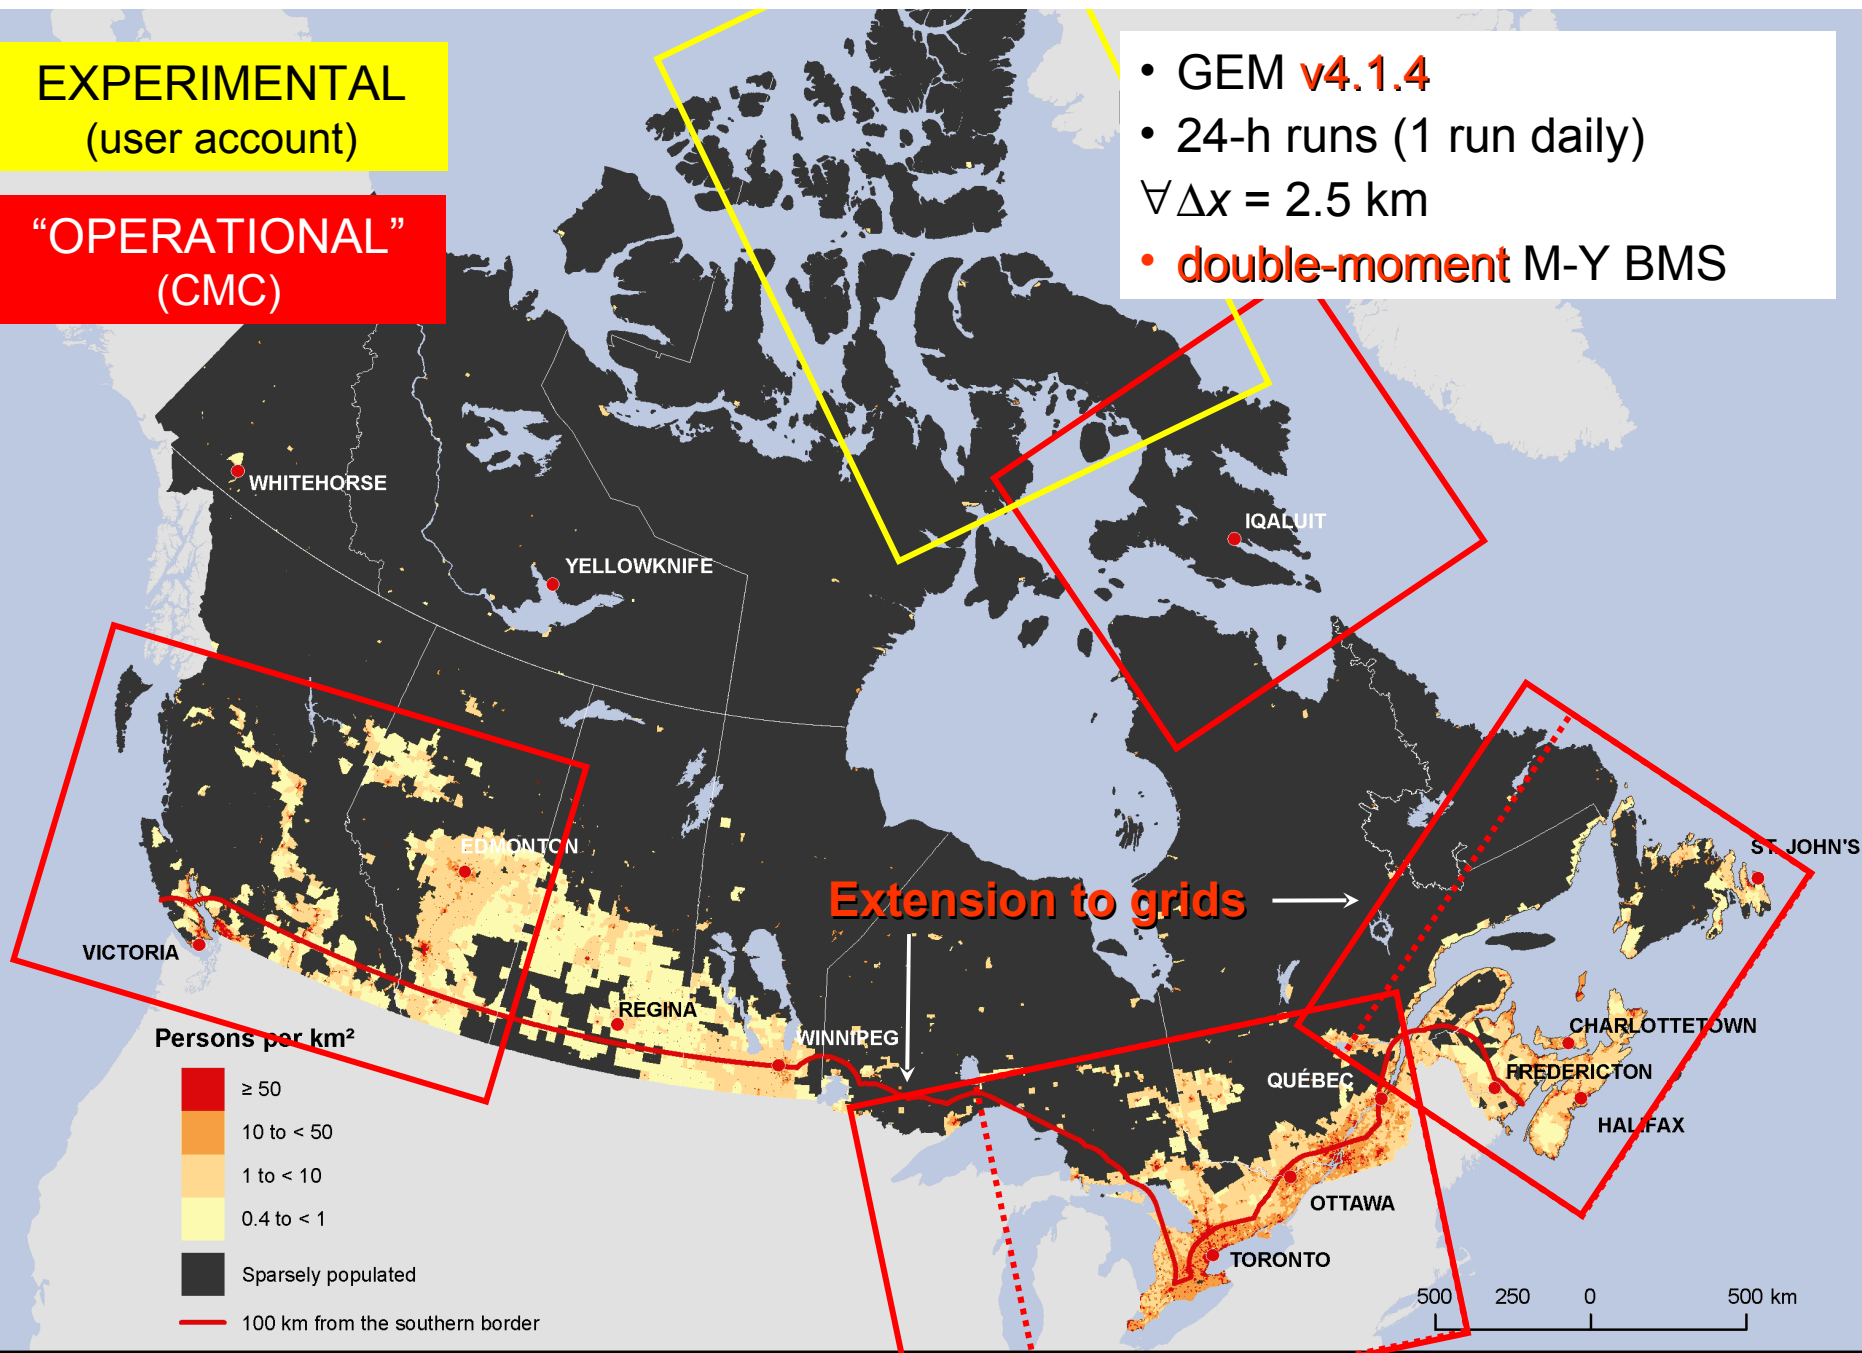 EXPERIMENTAL
(user account)
“OPERATIONAL”
(CMC)
• GEM v4.1.4
• 24-h runs (1 run daily)
∀ Δx = 2.5 km
• double-moment M-Y BMS
WHITEHORSE
YELLOWKNIFE
IQALUIT
EDMONTON
VICTORIA
REGINA
WINNIPEG
Extension to grids
ST. JOHN'S
CHARLOTTETOWN
FREDERICTON
HALIFAX
QUÉBEC
OTTAWA
TORONTO
Persons per km²
≥ 50
10 to < 50
1 to < 10
0.4 to < 1
Sparsely populated
100 km from the southern border
500 250 0 500 km